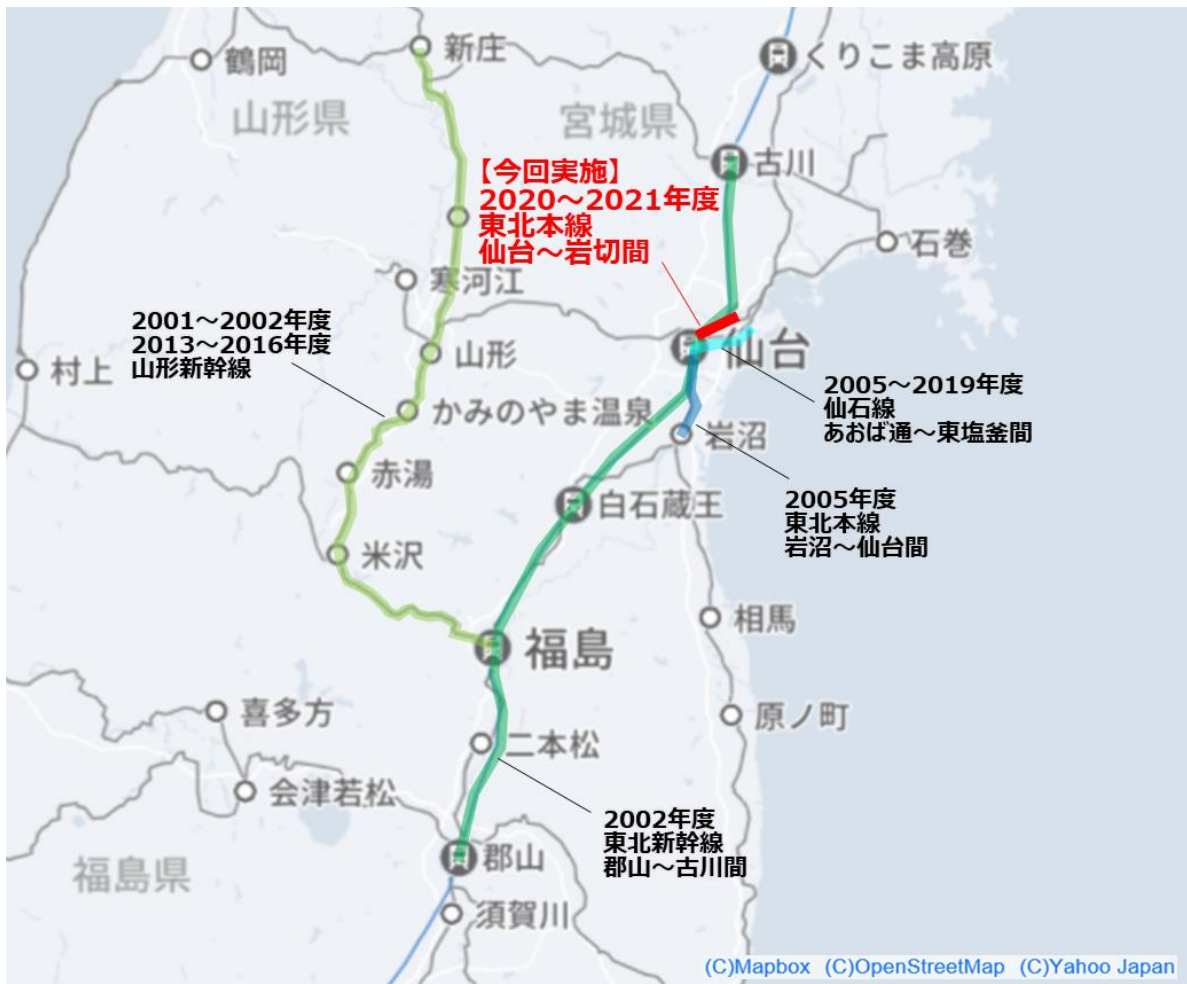 新庄
鶴岡
くりこま高原
山形県
宮城県
古川
【今回実施】
2020～2021年度
東北本線
仙台～岩切間
石巻
寒河江
2001～2002年度
2013～2016年度
山形新幹線
山形
仙台
村上
2005～2019年度
仙石線
あおば通～東塩釜間
かみのやま温泉
岩沼
赤湯
白石蔵王
2005年度
東北本線
岩沼～仙台間
米沢
相馬
福島
喜多方
原ノ町
二本松
会津若松
2002年度
東北新幹線
郡山～古川間
郡山
福島県
須賀川
(C)Mapbox (C)OpenStreetMap (C)Yahoo Japan